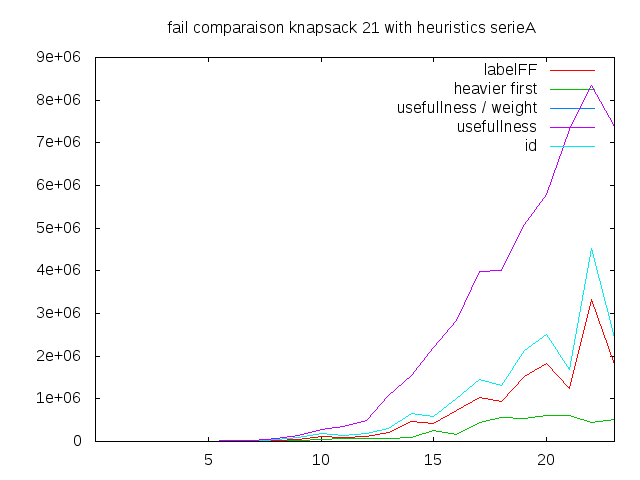 fail comparaison knapsack 21 with heuristics serieA
9e+06
8e+06
7e+06
6e+06
5e+06
4e+06
3e+06
2e+06
1e+06
0
5
10
15
20
labelFF
heavier first
usefullness / weight
usefullness
id